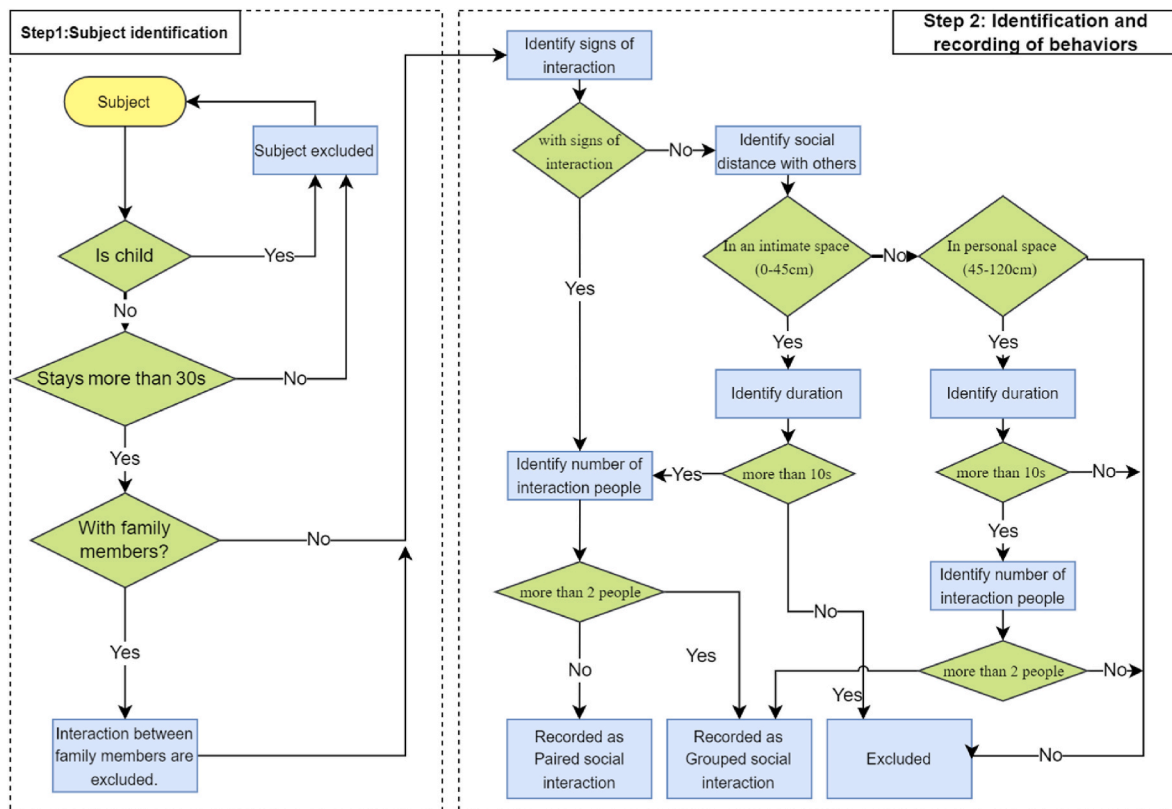 Step1:Subject identification
Subject
Subject excluded
Is child
Yes
No
Stays more than 30s
No
Yes
With family
members?
No
Yes
Interaction between
family members are
excluded.
Step 2: Identification and
recording of behaviors
Identify signs of
interaction
with signs of
interaction
No
Identify social
distance with others
In an intimate space
(0-45cm)
No
In personal space
(45-120cm)
Yes
Yes
Yes
Identify duration
Identify duration
Identify number of
interaction people
Yes
more than 10s
more than 10s
No
Yes
Identify number of
interaction people
more than 2 people
No
No
Yes
more than 2 people
No
Yes
Recorded as
Paired social
interaction
Recorded as
Grouped social
interaction
Excluded
No